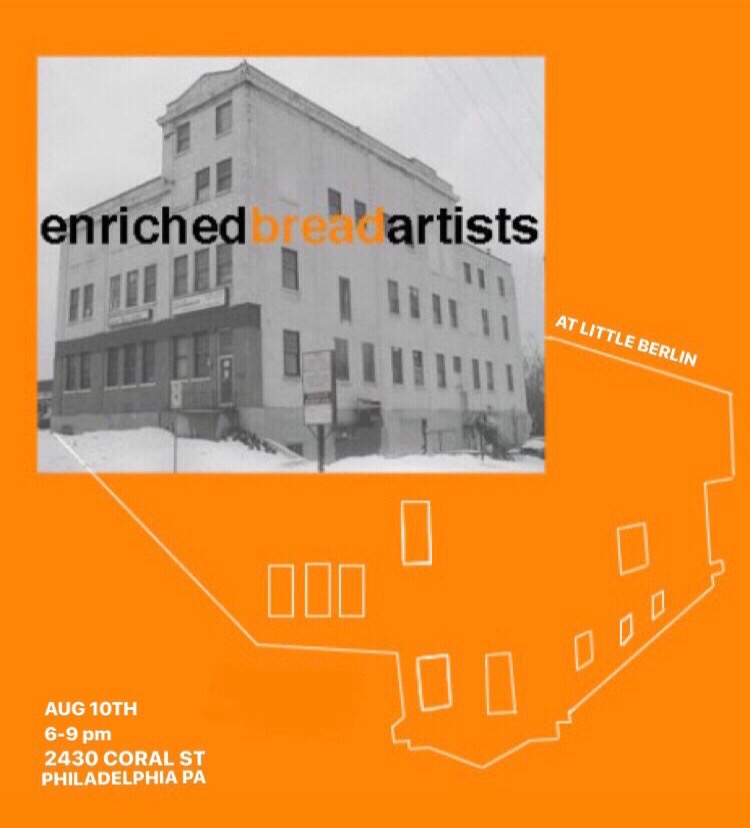 enrichedbreadartists
AT LITTLE BERLIN
AUG 10TH
6-9 pm
2430 CORAL ST
PHILADELPHIA PA